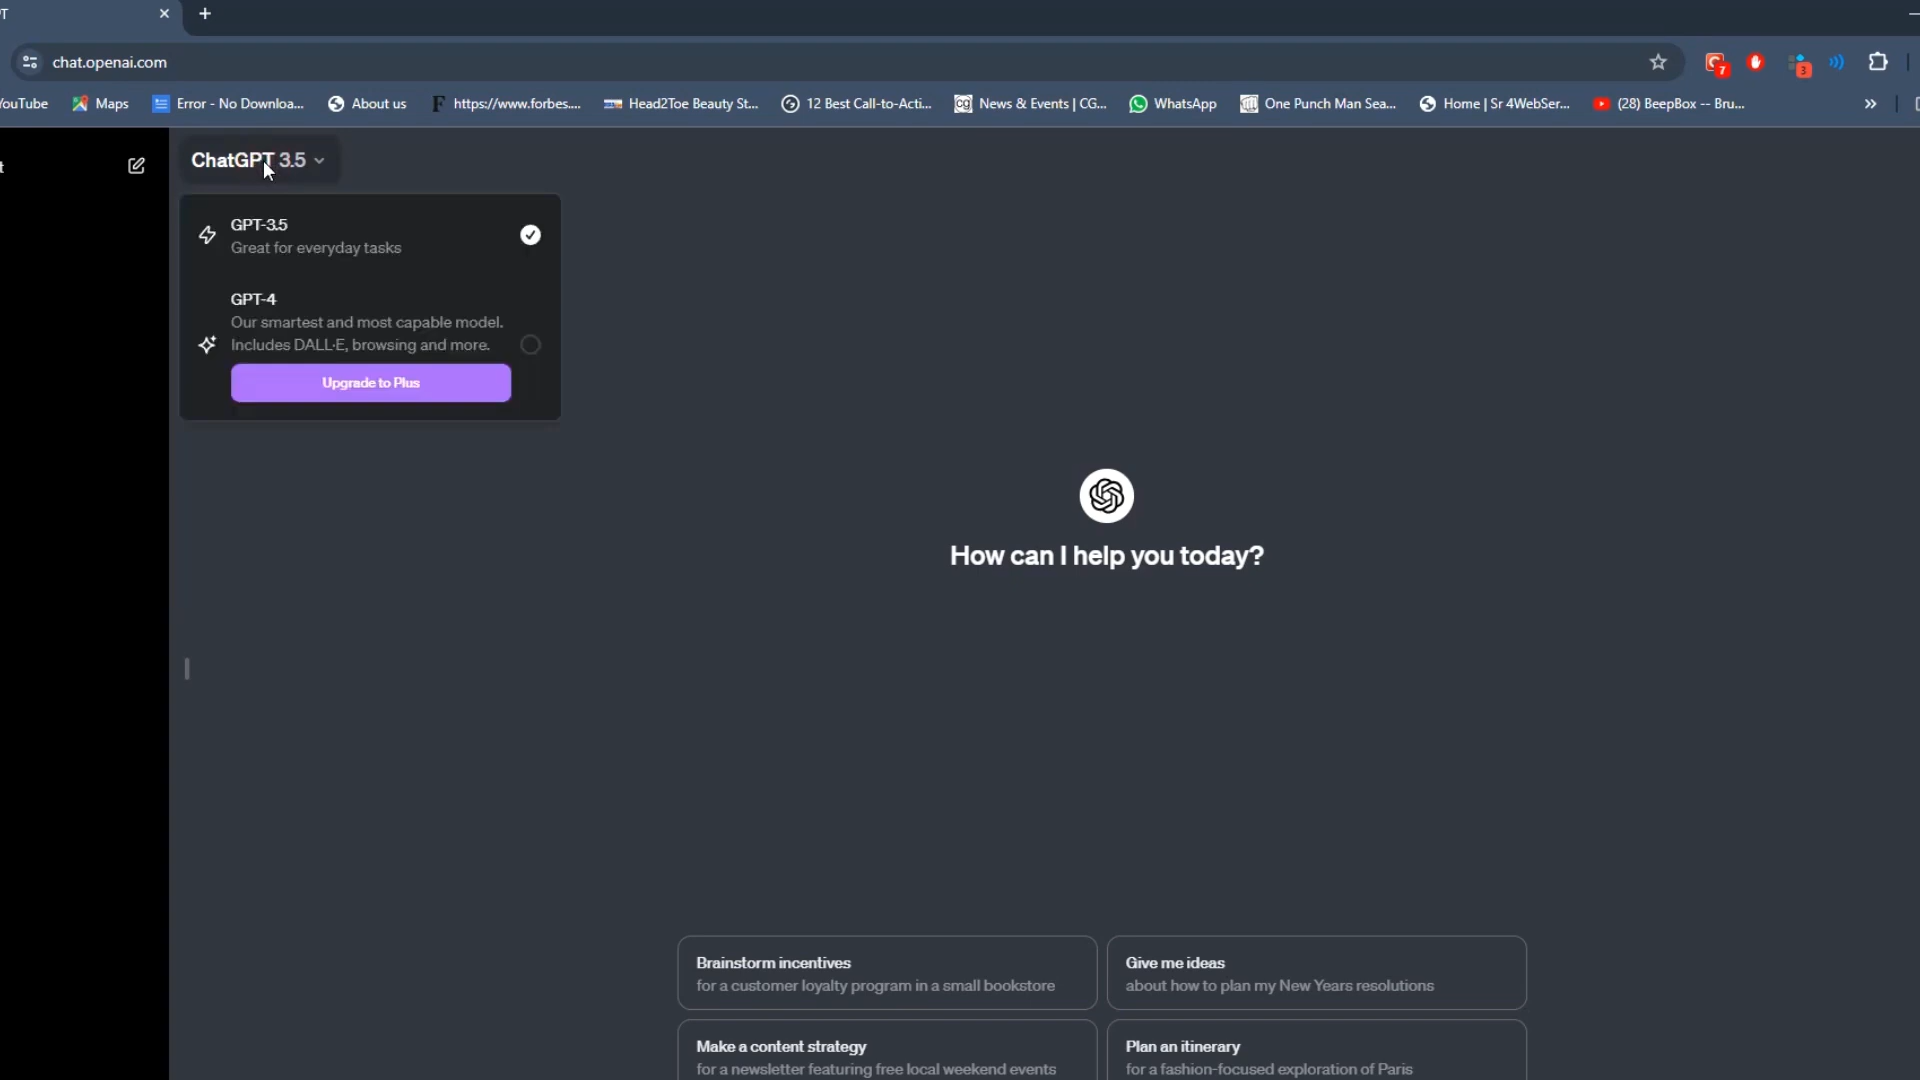 PT
chat.openai.com
YouTube Maps Error - No Downloa... About us https://www.forbes.... Head2Toe Beauty St... 12 Best Call-to-Acti... News & Events | CG... WhatsApp One Punch Man Sea... Home | Sr 4WebSer... (28) BeepBox -- Bru...
7
3
t
ChatGPT 3.5
GPT-3.5
Great for everyday tasks
GPT-4
Our smartest and most capable model.
Includes DALL·E, browsing and more.
Upgrade to Plus
How can I help you today?
Brainstorm incentives
for a customer loyalty program in a small bookstore
Give me ideas
about how to plan my New Years resolutions
Make a content strategy
for a newsletter featuring free local weekend events
Plan an itinerary
for a fashion-focused exploration of Paris